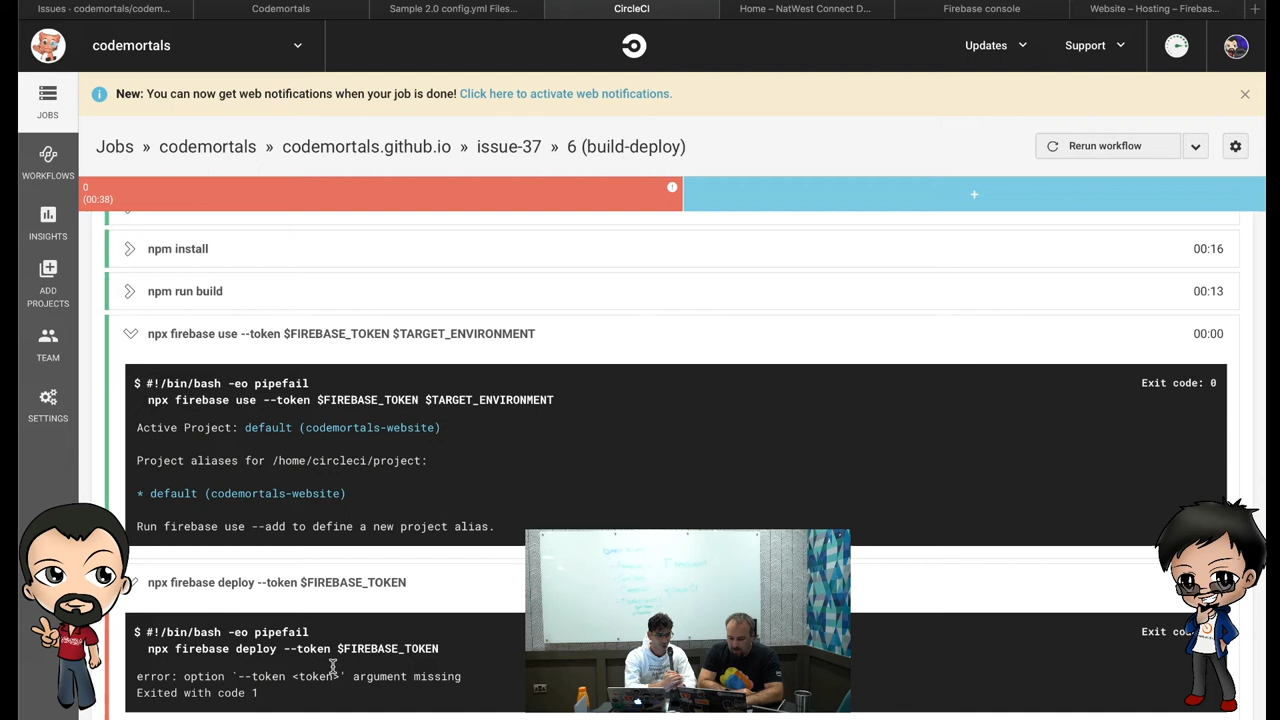 Issues - codemortals/codem...
Codemortals
Sample 2.0 config.yml Files...
CircleCI
Home – NatWest Connect D...
Firebase console
Website – Hosting – Firebas...
codemortals
Updates
Support
JOBS
New: You can now get web notifications when your job is done! Click here to activate web notifications.
Jobs » codemortals » codemortals.github.io » issue-37 » 6 (build-deploy)
Rerun workflow
WORKFLOWS
0
(00:38)
INSIGHTS
npm install
00:16
ADD
PROJECTS
npm run build
00:13
TEAM
npx firebase use --token $FIREBASE_TOKEN $TARGET_ENVIRONMENT
00:00
SETTINGS
$ #!/bin/bash -eo pipefail
Exit code: 0
npx firebase use --token $FIREBASE_TOKEN $TARGET_ENVIRONMENT
Active Project: default (codemortals-website)
Project aliases for /home/circleci/project:
* default (codemortals-website)
Run firebase use --add to define a new project alias.
npx firebase deploy --token $FIREBASE_TOKEN
$ #!/bin/bash -eo pipefail
Exit
npx firebase deploy --token $FIREBASE_TOKEN
error: option `--token <token>' argument missing
Exited with code 1